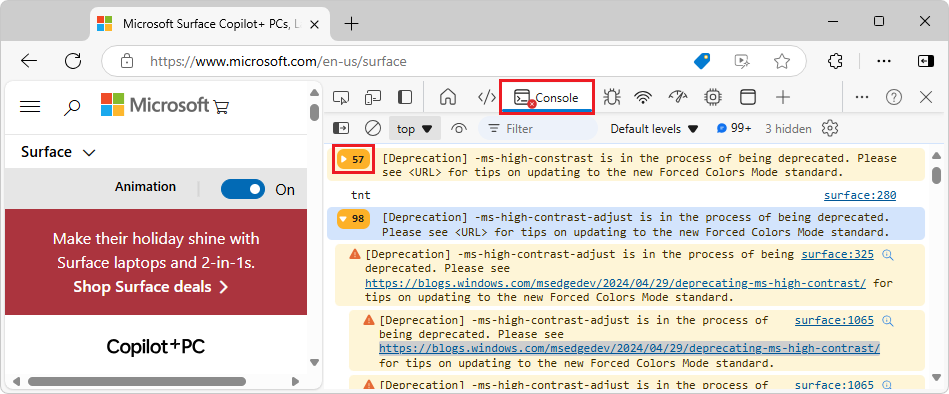 Microsoft Surface Copilot+ PCs, L
https://www.microsoft.com/en-us/surface
Microsoft
Surface
Animation
On
Make their holiday shine with
Surface laptops and 2-in-1s.
Shop Surface deals
Copilot+PC
Console
top
Filter
Default levels
99+
3 hidden
57
[Deprecation] -ms-high-constrast is in the process of being deprecated. Please
see <URL> for tips on updating to the new Forced Colors Mode standard.
tnt
surface:280
98
[Deprecation] -ms-high-contrast-adjust is in the process of being deprecated.
Please see <URL> for tips on updating to the new Forced Colors Mode standard.
[Deprecation] -ms-high-contrast-adjust is in the process of being surface:325
deprecated. Please see
https://blogs.windows.com/msedgedev/2024/04/29/deprecating-ms-high-contrast/ for
tips on updating to the new Forced Colors Mode standard.
[Deprecation] -ms-high-contrast-adjust is in the process of surface:1065
being deprecated. Please see
https://blogs.windows.com/msedgedev/2024/04/29/deprecating-ms-high-contrast/
for tips on updating to the new Forced Colors Mode standard.
[Deprecation] -ms-high-contrast-adjust is in the process of surface:1065